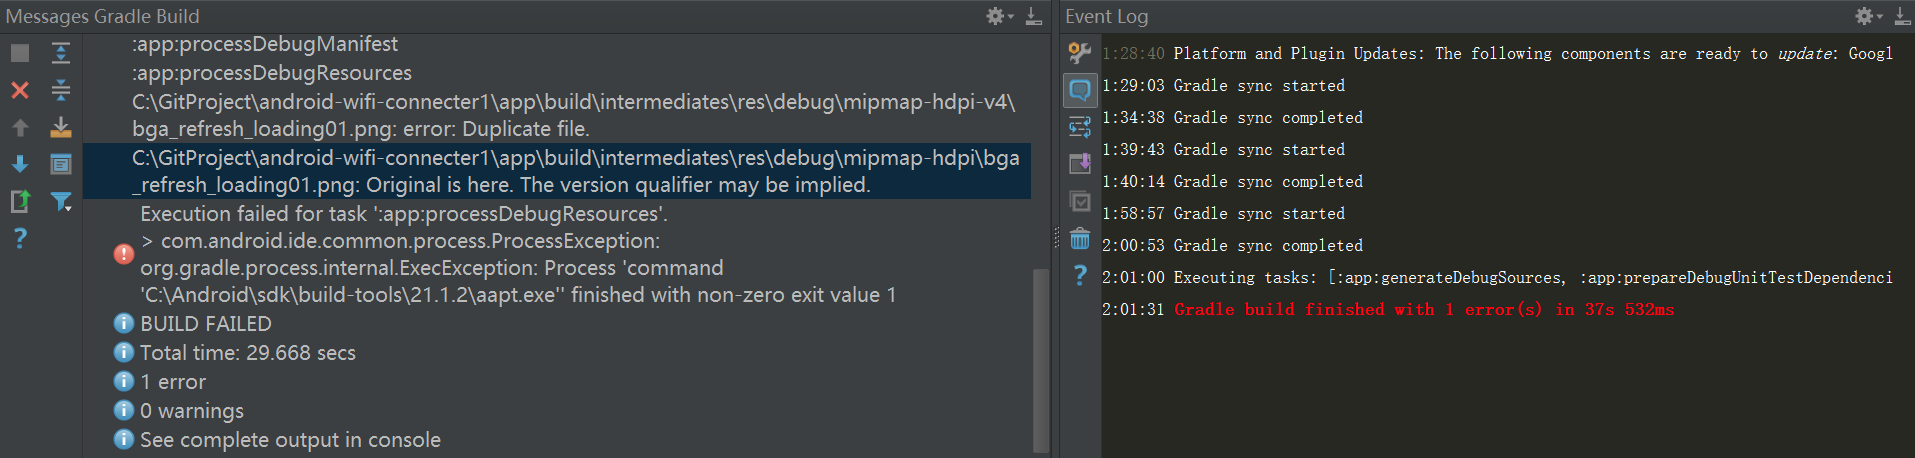 Messages Gradle Build
:app:processDebugManifest
:app:processDebugResources
C:\GitProject\android-wifi-connecter1\app\build\intermediates\res\debug\mipmap-hdpi-v4\
bga_refresh_loading01.png: error: Duplicate file.
C:\GitProject\android-wifi-connecter1\app\build\intermediates\res\debug\mipmap-hdpi\bga
_refresh_loading01.png: Original is here. The version qualifier may be implied.
Execution failed for task ':app:processDebugResources'.
> com.android.ide.common.process.ProcessException:
org.gradle.process.internal.ExecException: Process 'command
'C:\Android\sdk\build-tools\21.1.2\aapt.exe'' finished with non-zero exit value 1
BUILD FAILED
Total time: 29.668 secs
1 error
0 warnings
See complete output in console
Event Log
1:28:40 Platform and Plugin Updates: The following components are ready to update: Googl
1:29:03 Gradle sync started
1:34:38 Gradle sync completed
1:39:43 Gradle sync started
1:40:14 Gradle sync completed
1:58:57 Gradle sync started
2:00:53 Gradle sync completed
2:01:00 Executing tasks: [:app:generateDebugSources, :app:prepareDebugUnitTestDependenci
2:01:31 Gradle build finished with 1 error(s) in 37s 532ms